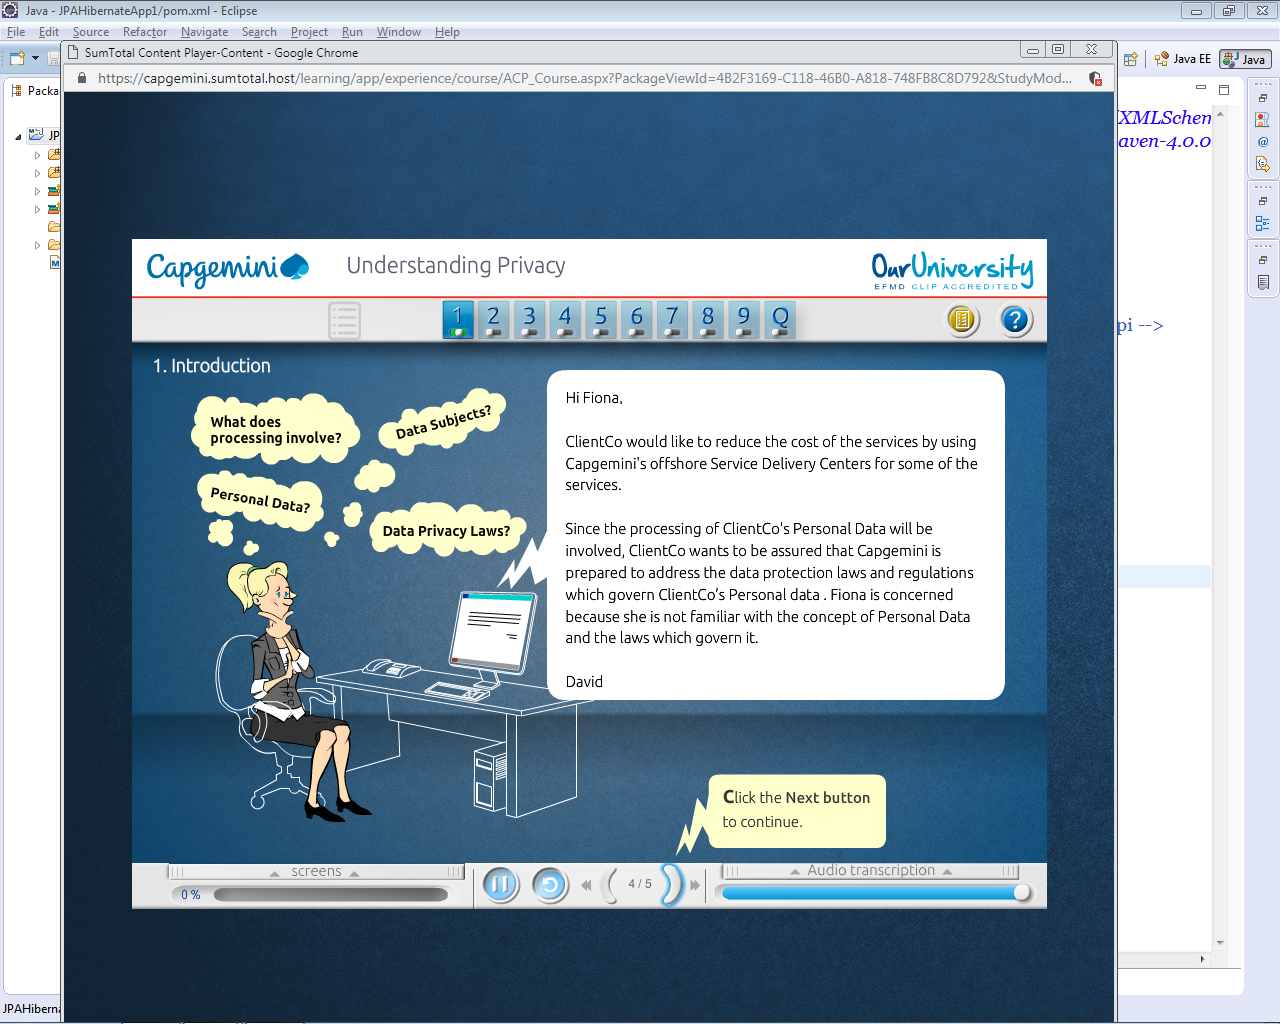 Java - JPAHibernateApp1/pom.xml - Eclipse
File Edit Source Refactor Navigate Search Project Run Window Help
SumTotal Content Player-Content - Google Chrome
https://capgemini.sumtotal.host/learning/app/experience/course/ACP_Course.aspx?PackageViewId=4B2F3169-C118-46B0-A818-748FB8C8D792&StudyMod...
Java EE
Java
Packa
JP
XMLSchem
aven-4.0.0
pi -->
Capgemini
Understanding Privacy
OurUniversity
EFMD CLIP ACCREDITED
1 2 3 4 5 6 7 8 9 Q
?
1. Introduction
What does
processing involve?
Data Subjects?
Personal Data?
Data Privacy Laws?
Hi Fiona,
ClientCo would like to reduce the cost of the services by using
Capgemini's offshore Service Delivery Centers for some of the
services.
Since the processing of ClientCo's Personal Data will be
involved, ClientCo wants to be assured that Capgemini is
prepared to address the data protection laws and regulations
which govern ClientCo’s Personal data . Fiona is concerned
because she is not familiar with the concept of Personal Data
and the laws which govern it.
David
Click the Next button
to continue.
screens
0 %
4 / 5
Audio transcription
JPAHiberna